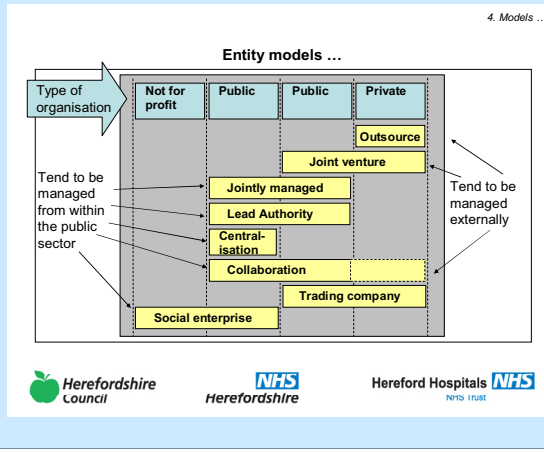 4. Models …
Entity models …
Type of
organisation
Not for
profit
Public
Public
Private
Outsource
Joint venture
Tend to be
managed
from within
the public
sector
Jointly managed
Lead Authority
Central-
isation
Collaboration
Trading company
Social enterprise
Tend to be
managed
externally
Herefordshire
Council
NHS
Herefordshire
Hereford Hospitals NHS
NHS Trust